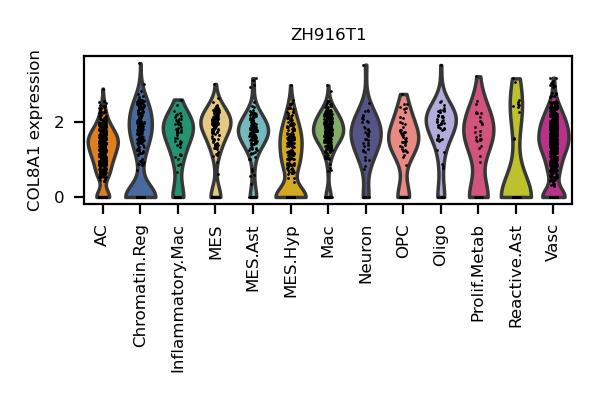 ZH916T1
COL8A1 expression
2
0
AC
Chromatin.Reg
Inflammatory.Mac
MES
MES.Ast
MES.Hyp
Mac
Neuron
OPC
Oligo
Prolif.Metab
Reactive.Ast
Vasc